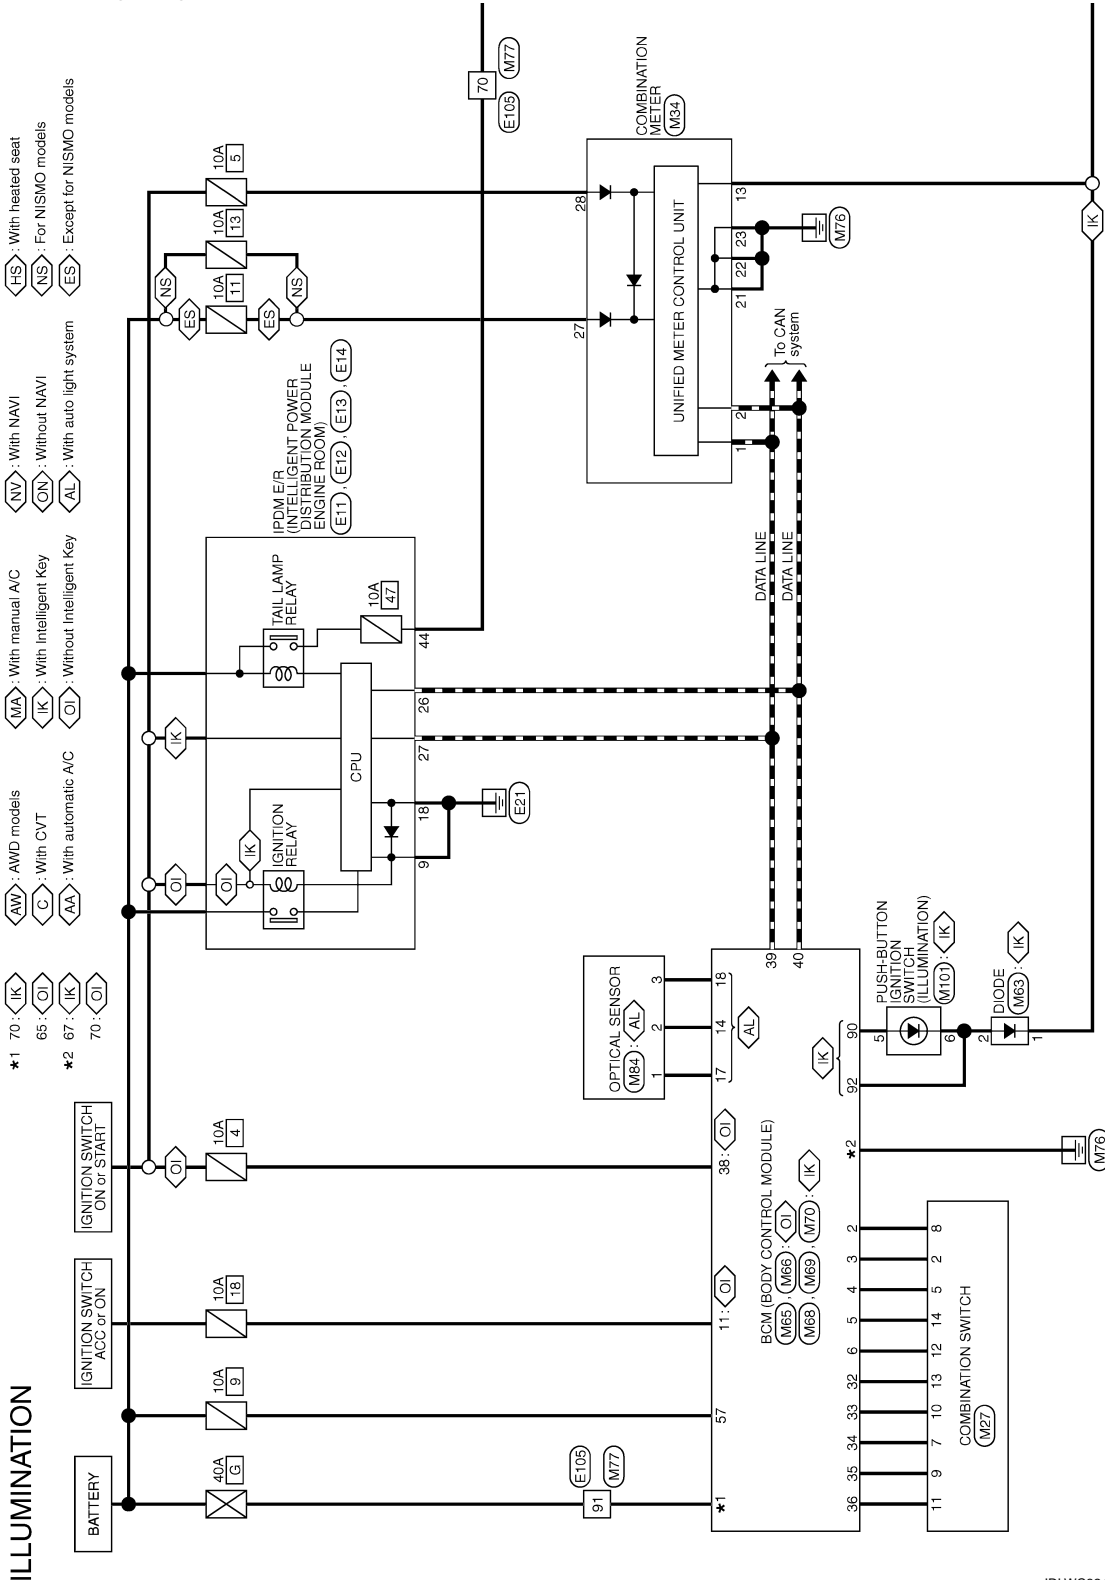 ILLUMINATION
BATTERY
IGNITION SWITCH
ACC or ON
IGNITION SWITCH
ON or START
*1 70 : IK
65 : OI
*2 67 : IK
70 : OI
AW : AWD models
C : With CVT
AA : With automatic A/C
MA : With manual A/C
IK : With Intelligent Key
OI : Without Intelligent Key
NV : With NAVI
ON : Without NAVI
AL : With auto light system
HS : With heated seat
NS : For NISMO models
ES : Except for NISMO models
40A
G
10A
9
10A
18
10A
4
OI
OI
OI
IK
IK
IGNITION
RELAY
CPU
TAIL LAMP
RELAY
10A
47
IPDM E/R
(INTELLIGENT POWER
DISTRIBUTION MODULE
ENGINE ROOM)
E11 , E12 , E13 , E14
9 18 27 26 44
E21
ES
ES
NS
NS
10A
11
10A
13
10A
5
70
E105
M77
27 28
COMBINATION
METER
M34
UNIFIED METER CONTROL UNIT
1 2 21 22 23 13
M76
To CAN
system
DATA LINE
DATA LINE
IK
91
E105
M77
OPTICAL SENSOR
M84 : AL
1 2 3
*1 57 11 : OI 38 : OI 17 14 18 39 40
AL
BCM (BODY CONTROL MODULE)
M65 , M66 : OI
M68 , M69 , M70 : IK
36 35 34 33 32 6 5 4 3 2 *2 92 90
IK
11 9 7 10 13 12 14 5 2 8
COMBINATION SWITCH
M27
M76
PUSH-BUTTON
IGNITION
SWITCH
(ILLUMINATION)
M101 : IK
5 6
DIODE
M63 : IK
2 1